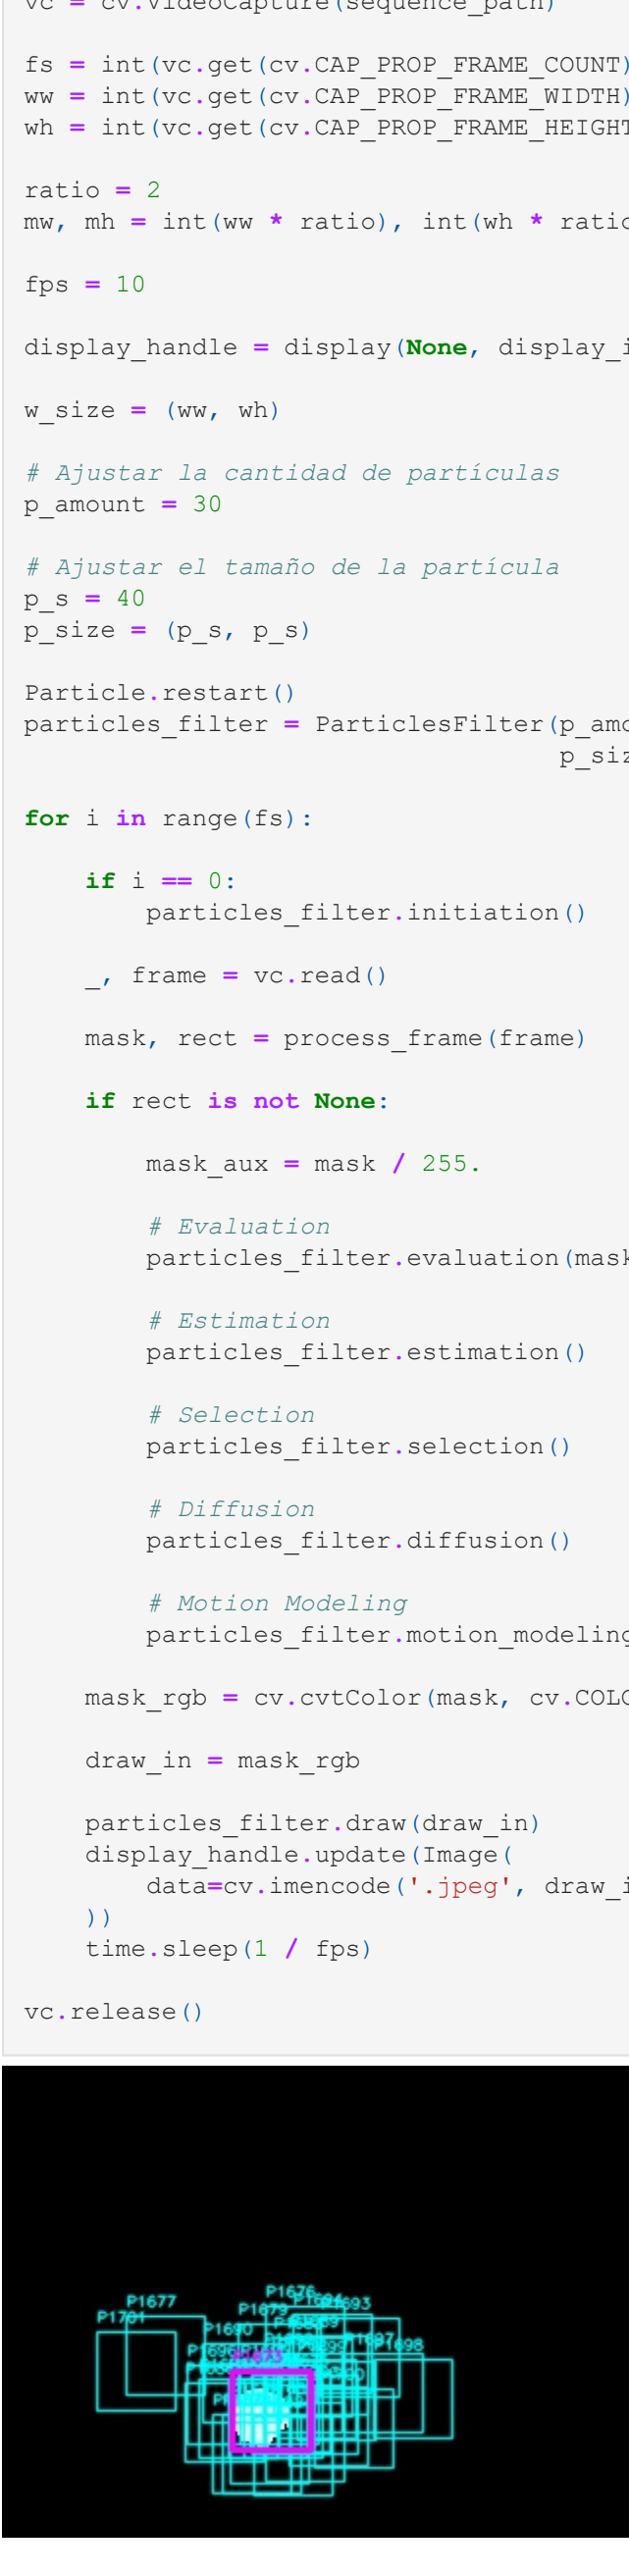 vc = cv.VideoCapture(sequence_path)
fs = int(vc.get(cv.CAP_PROP_FRAME_COUNT)
ww = int(vc.get(cv.CAP_PROP_FRAME_WIDTH)
wh = int(vc.get(cv.CAP_PROP_FRAME_HEIGHT
ratio = 2
mw, mh = int(ww * ratio), int(wh * ratio
fps = 10
display_handle = display(None, display_i
w_size = (ww, wh)
# Ajustar la cantidad de partículas
p_amount = 30
# Ajustar el tamaño de la partícula
p_s = 40
p_size = (p_s, p_s)
Particle.restart()
particles_filter = ParticlesFilter(p_amo
p_siz
for i in range(fs):
if i == 0:
particles_filter.initiation()
_, frame = vc.read()
mask, rect = process_frame(frame)
if rect is not None:
mask_aux = mask / 255.
# Evaluation
particles_filter.evaluation(mask
# Estimation
particles_filter.estimation()
# Selection
particles_filter.selection()
# Diffusion
particles_filter.diffusion()
# Motion Modeling
particles_filter.motion_modeling
mask_rgb = cv.cvtColor(mask, cv.COLO
draw_in = mask_rgb
particles_filter.draw(draw_in)
display_handle.update(Image(
data=cv.imencode('.jpeg', draw_i
))
time.sleep(1 / fps)
vc.release()
P1676
P1677
P1679
P1701
P1690
P1673